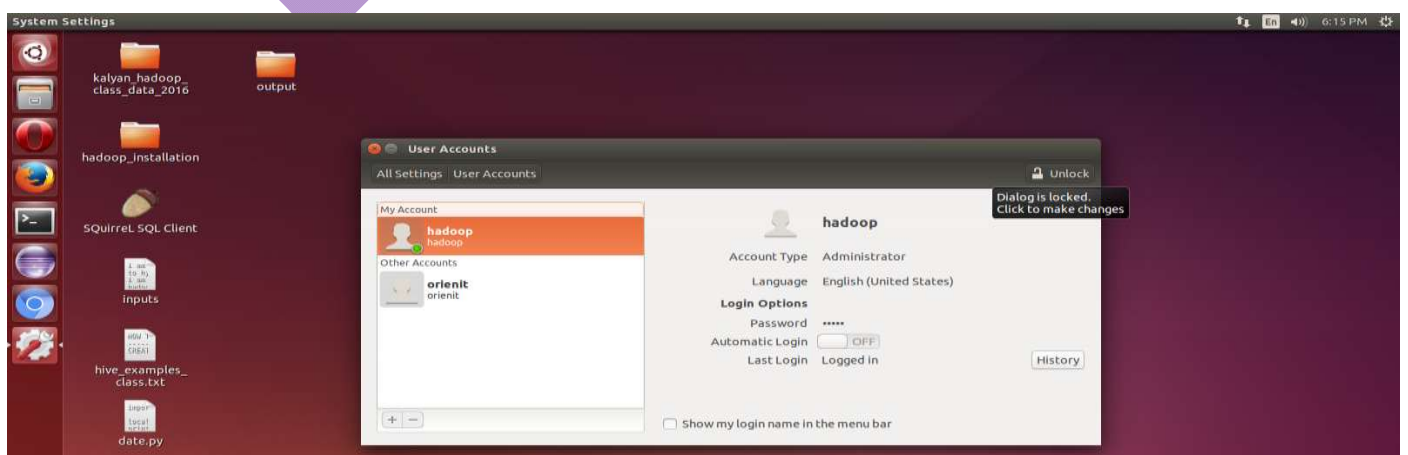 System Settings
En
6:15 PM
kalyan_hadoop_
class_data_2016
output
hadoop_installation
SQuirreL SQL Client
inputs
hive_examples_
class.txt
date.py
User Accounts
All Settings User Accounts
Unlock
Dialog is locked.
Click to make changes
My Account
hadoop
hadoop
Other Accounts
orienit
orienit
+ −
hadoop
Account Type Administrator
Language English (United States)
Login Options
Password •••••
Automatic Login OFF
Last Login Logged in
History
Show my login name in the menu bar